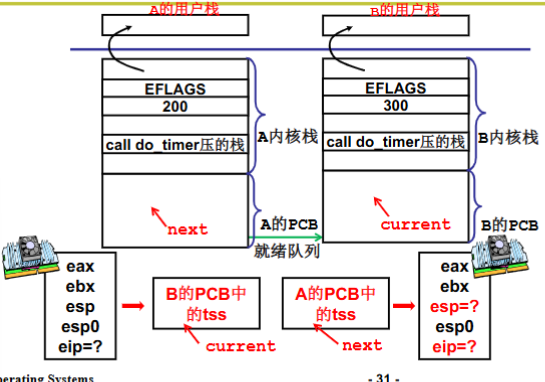 A的用户栈
B的用户栈
EFLAGS
200
call do_timer压的栈
A内核栈
next
A的PCB
就绪队列
EFLAGS
300
call do_timer压的栈
B内核栈
current
B的PCB
eax
ebx
esp
esp0
eip=?
B的PCB中
的tss
current
A的PCB中
的tss
next
eax
ebx
esp=?
esp0
eip=?
perating Systems
- 31 -